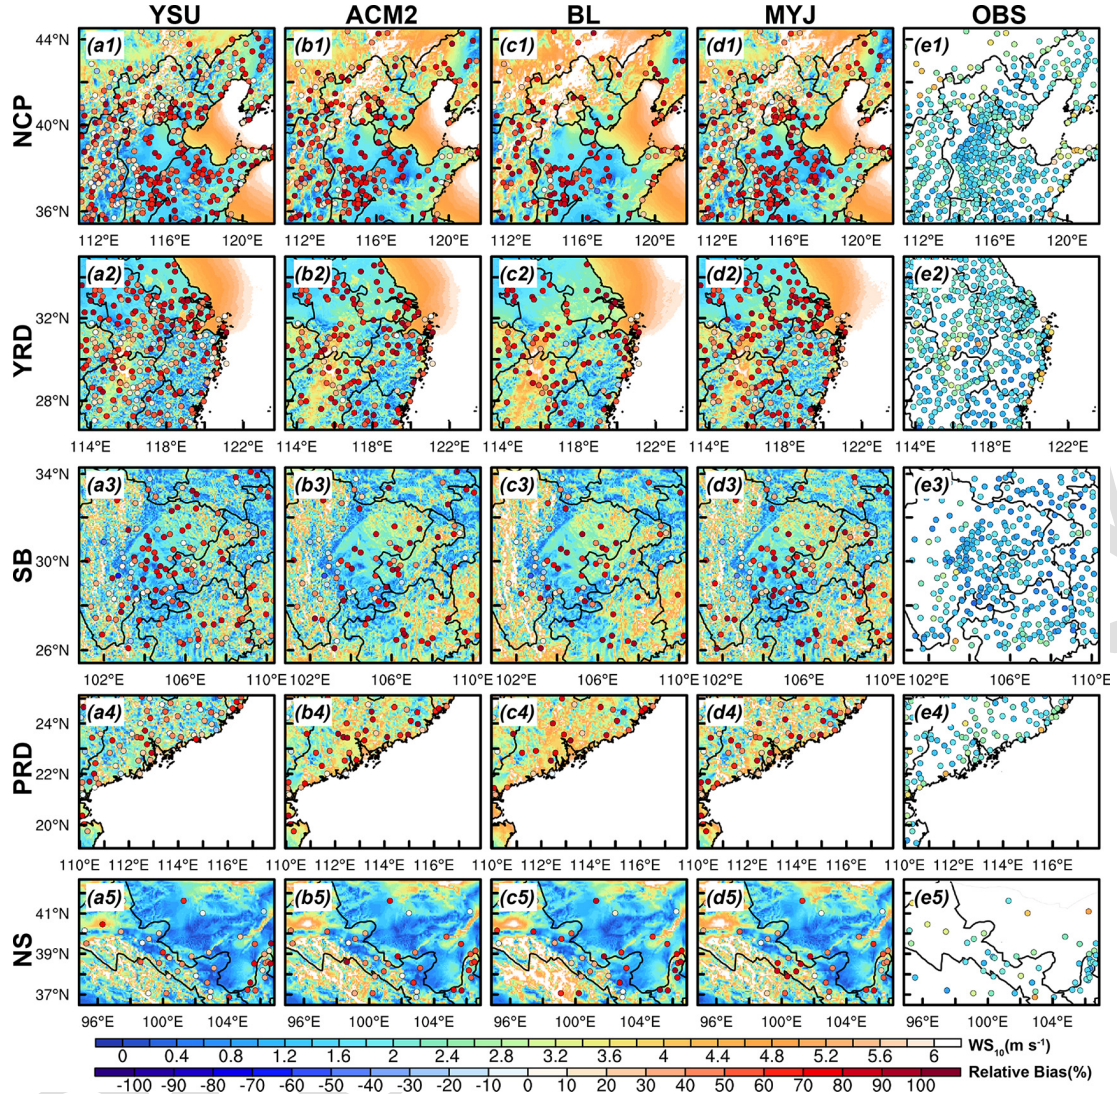 YSU ACM2 BL MYJ OBS
NCP
44°N (a1) (b1) (c1) (d1) (e1)
40°N
36°N
112°E 116°E 120°E 112°E 116°E 120°E 112°E 116°E 120°E 112°E 116°E 120°E 112°E 116°E 120°E
YRD
(a2) (b2) (c2) (d2) (e2)
32°N
28°N
114°E 118°E 122°E 114°E 118°E 122°E 114°E 118°E 122°E 114°E 118°E 122°E 114°E 118°E 122°E
SB
34°N (a3) (b3) (c3) (d3) (e3)
30°N
26°N
102°E 106°E 110°E 102°E 106°E 110°E 102°E 106°E 110°E 102°E 106°E 110°E 102°E 106°E 110°E
PRD
24°N (a4) (b4) (c4) (d4) (e4)
22°N
20°N
110°E 112°E 114°E 116°E 110°E 112°E 114°E 116°E 110°E 112°E 114°E 116°E 110°E 112°E 114°E 116°E 110°E 112°E 114°E 116°E
NS
41°N (a5) (b5) (c5) (d5) (e5)
39°N
37°N
96°E 100°E 104°E 96°E 100°E 104°E 96°E 100°E 104°E 96°E 100°E 104°E 96°E 100°E 104°E
WS₁₀(m s⁻¹)
0 0.4 0.8 1.2 1.6 2 2.4 2.8 3.2 3.6 4 4.4 4.8 5.2 5.6 6
Relative Bias(%)
-100 -90 -80 -70 -60 -50 -40 -30 -20 -10 0 10 20 30 40 50 60 70 80 90 100